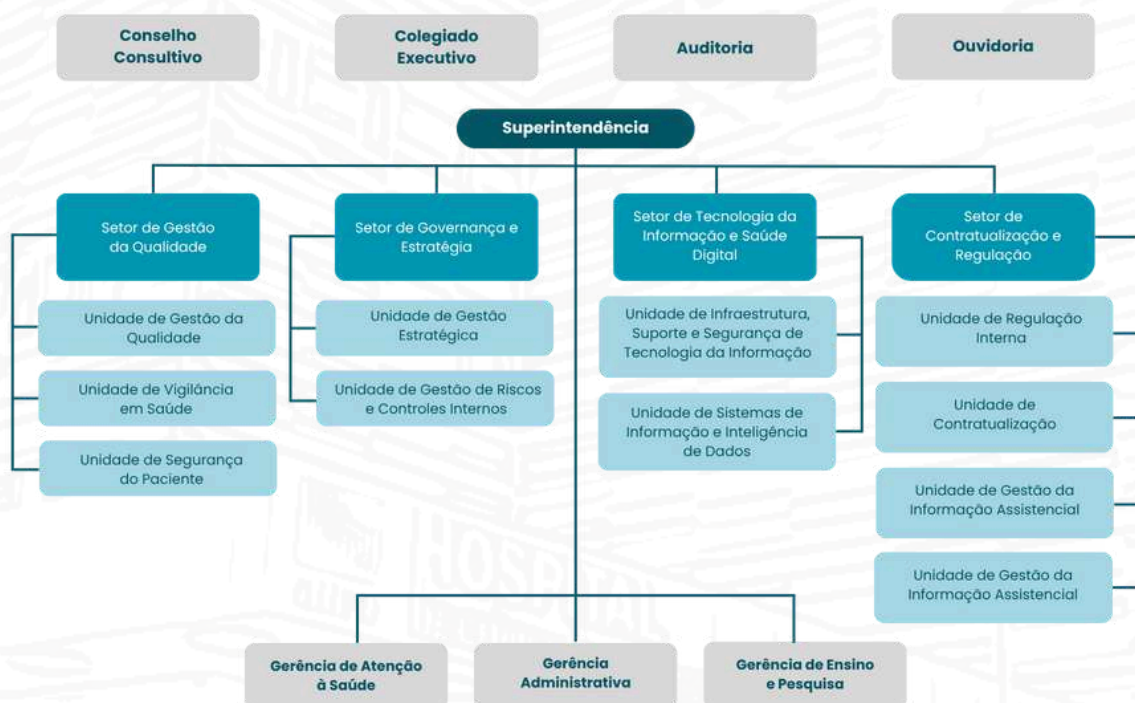 Conselho
Consultivo
Colegiado
Executivo
Auditoria
Ouvidoria
Superintendência
Setor de Gestão
da Qualidade
Setor de Governança e
Estratégia
Setor de Tecnologia da
Informação e Saúde
Digital
Setor de
Contratualização e
Regulação
Unidade de Gestão da
Qualidade
Unidade de Vigilância
em Saúde
Unidade de Segurança
do Paciente
Unidade de Gestão
Estratégica
Unidade de Gestão de Riscos
e Controles Internos
Unidade de Infraestrutura,
Suporte e Segurança de
Tecnologia da Informação
Unidade de Sistemas de
Informação e Inteligência
de Dados
Unidade de Regulação
Interna
Unidade de
Contratualização
Unidade de Gestão da
Informação Assistencial
Unidade de Gestão da
Informação Assistencial
HOSPITAL
Gerência de Atenção
à Saúde
Gerência
Administrativa
Gerência de Ensino
e Pesquisa